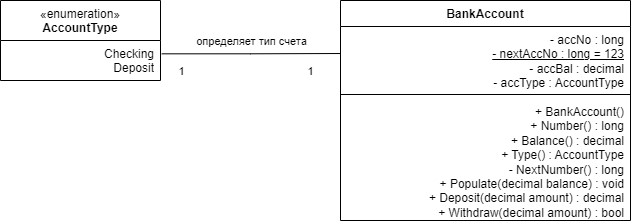 «enumeration»
AccountType
Checking
Deposit
определяет тип счета
1
1
BankAccount
- accNo : long
- nextAccNo : long = 123
- accBal : decimal
- accType : AccountType
+ BankAccount()
+ Number() : long
+ Balance() : decimal
+ Type() : AccountType
- NextNumber() : long
+ Populate(decimal balance) : void
+ Deposit(decimal amount) : decimal
+ Withdraw(decimal amount) : bool